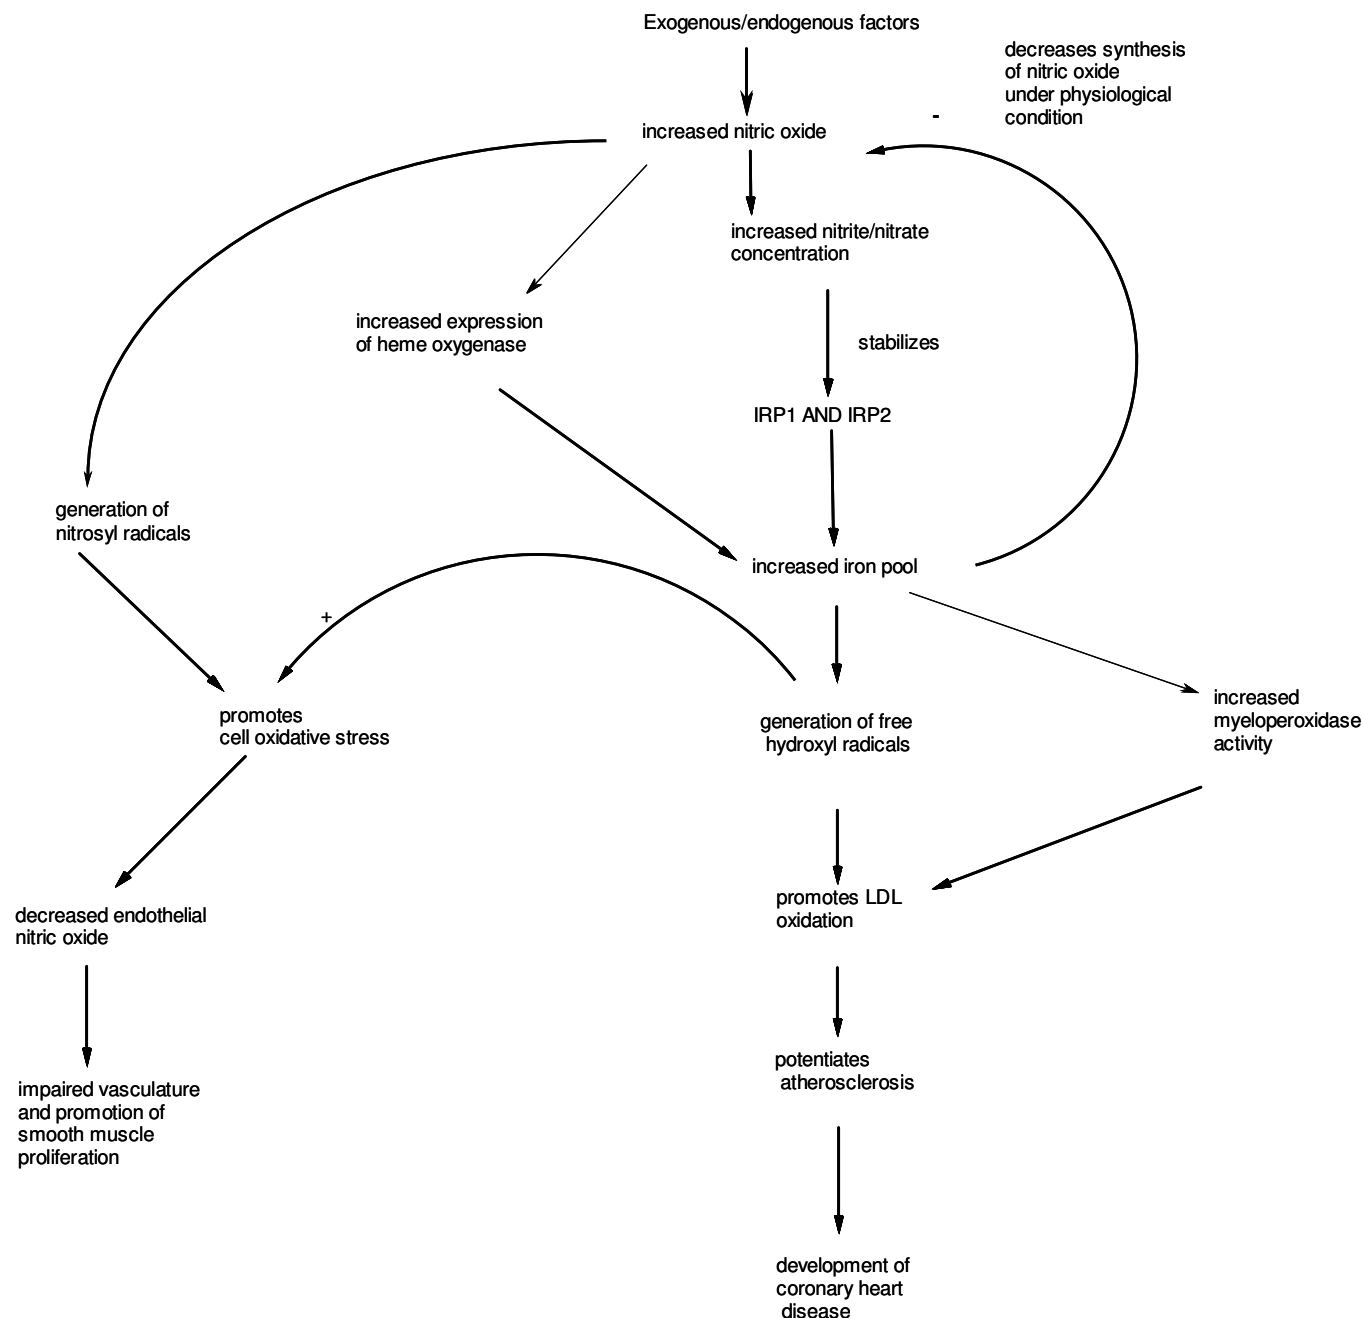 Exogenous/endogenous factors
decreases synthesis
of nitric oxide
under physiological
condition
-
increased nitric oxide
increased nitrite/nitrate
concentration
increased expression
of heme oxygenase
stabilizes
IRP1 AND IRP2
generation of
nitrosyl radicals
increased iron pool
+
promotes
cell oxidative stress
generation of free
hydroxyl radicals
increased
myeloperoxidase
activity
promotes LDL
oxidation
decreased endothelial
nitric oxide
potentiates
atherosclerosis
impaired vasculature
and promotion of
smooth muscle
proliferation
development of
coronary heart
disease